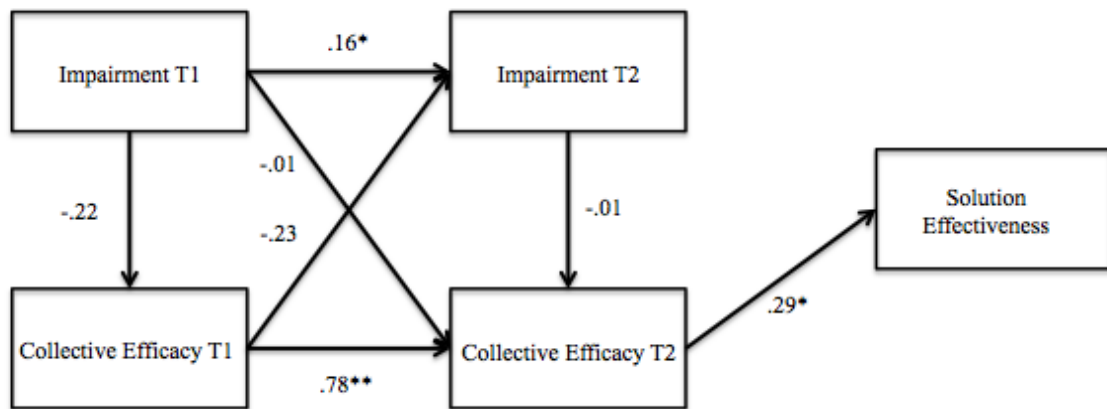 .16*
Impairment T1
Impairment T2
-.01
-.22
-.23
-.01
Solution
Effectiveness
.29*
Collective Efficacy T1
Collective Efficacy T2
.78**